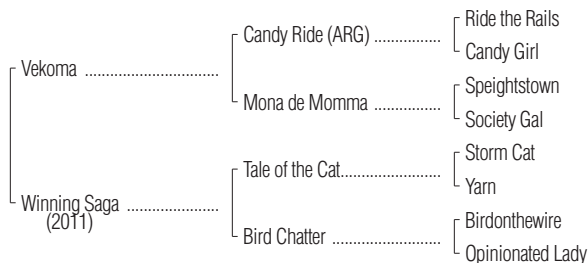 Ride the Rails
Candy Ride (ARG) ..................
Candy Girl
Vekoma ....................................
Speightstown
Mona de Momma ..................
Society Gal
Storm Cat
Tale of the Cat.........................
Yarn
Winning Saga ........................
(2011)
Birdonthewire
Bird Chatter ............................
Opinionated Lady